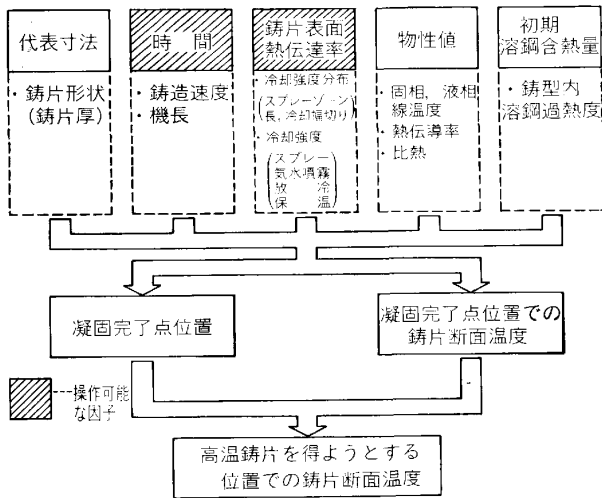 代表寸法
・鋳片形状
(鋳片厚)
時間
・鋳造速度
・機長
鋳片表面
熱伝達率
・冷却強度分布
(スプレーゾーン
長、冷却幅切り)
・冷却強度
(スプレー
気水噴霧
放冷
保温)
物性値
・固相, 液相
線温度
・熱伝導率
・比熱
初期
溶鋼含熱量
・鋳型内
溶鋼過熱度
凝固完了点位置
凝固完了点位置での
鋳片断面温度
操作可能
な因子
高温鋳片を得ようとする
位置での鋳片断面温度